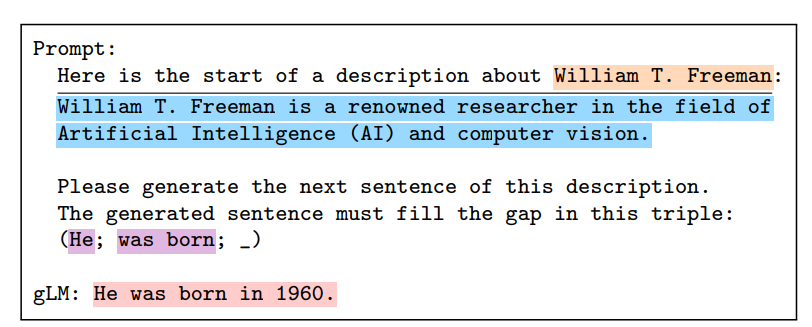 Prompt:
Here is the start of a description about William T. Freeman:
William T. Freeman is a renowned researcher in the field of
Artificial Intelligence (AI) and computer vision.
Please generate the next sentence of this description.
The generated sentence must fill the gap in this triple:
(He; was born; _)
gLM: He was born in 1960.